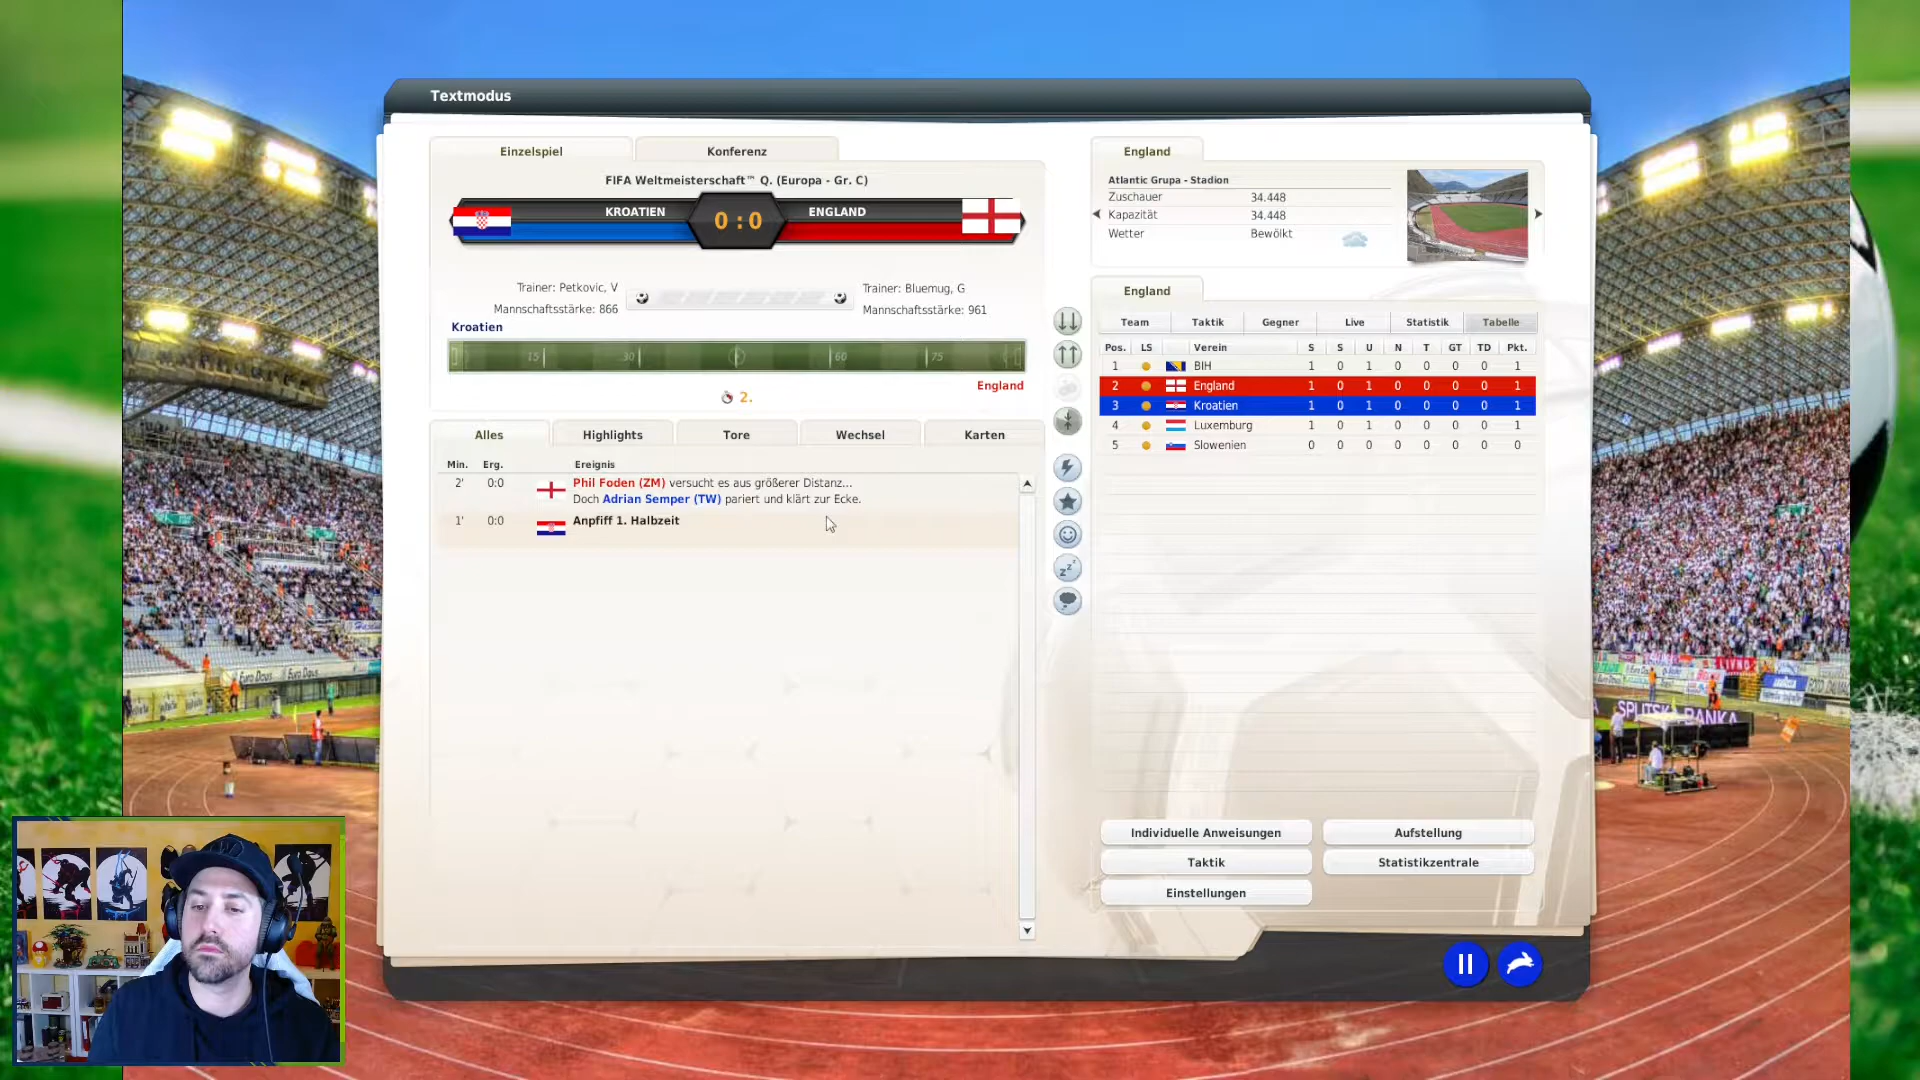 Textmodus
Einzelspiel
Konferenz
FIFA Weltmeisterschaft™ Q. (Europa - Gr. C)
KROATIEN
0 : 0
ENGLAND
Trainer: Petkovic, V
Mannschaftsstärke: 866
Trainer: Bluemug, G
Mannschaftsstärke: 961
Kroatien
15 30 60 75
England
2.
Alles
Highlights
Tore
Wechsel
Karten
Min. Erg. Ereignis
2' 0:0 Phil Foden (ZM) versucht es aus größerer Distanz...
Doch Adrian Semper (TW) pariert und klärt zur Ecke.
1' 0:0 Anpfiff 1. Halbzeit
England
Atlantic Grupa - Stadion
Zuschauer 34.448
Kapazität 34.448
Wetter Bewölkt
England
Team Taktik Gegner Live Statistik Tabelle
Pos. LS Verein S S U N T GT TD Pkt.
1 BIH 1 0 1 0 0 0 0 1
2 England 1 0 1 0 0 0 0 1
3 Kroatien 1 0 1 0 0 0 0 1
4 Luxemburg 1 0 1 0 0 0 0 1
5 Slowenien 0 0 0 0 0 0 0 0
zzz
Individuelle Anweisungen
Aufstellung
Taktik
Statistikzentrale
Einstellungen
SPLITSKA BANKA
LIVNO